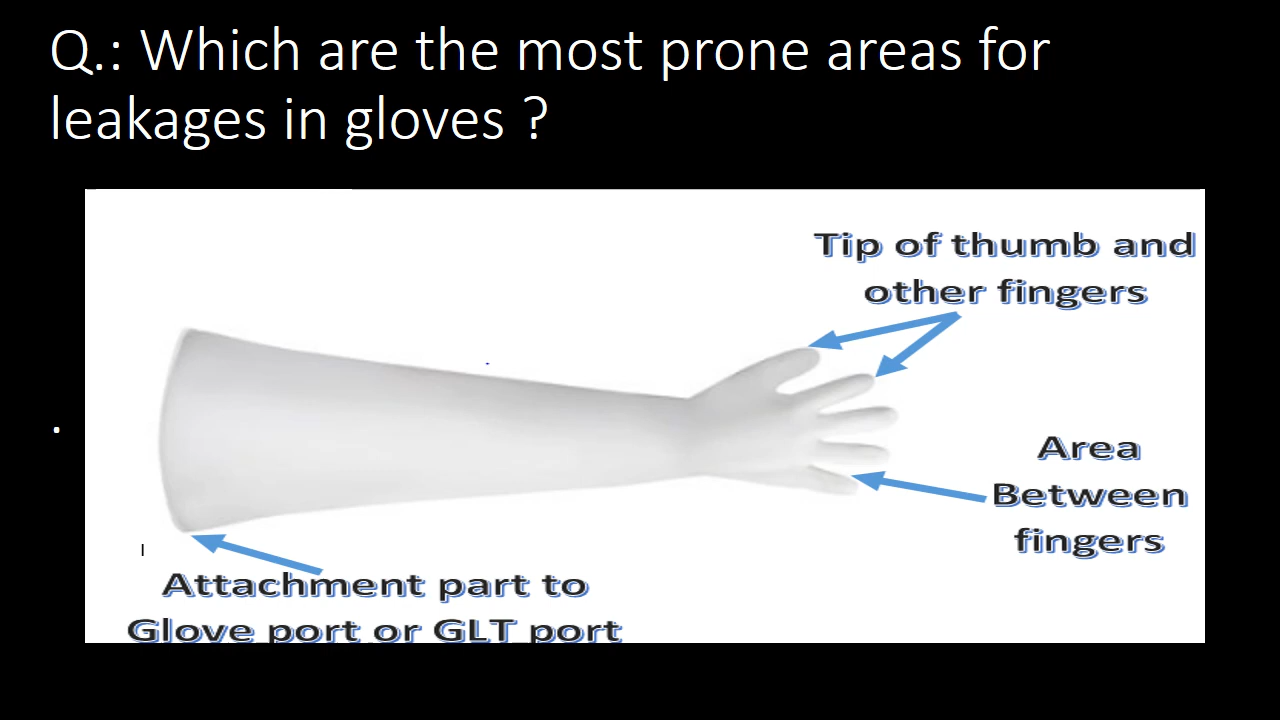 Q.: Which are the most prone areas for
leakages in gloves ?
Tip of thumb and
other fingers
.
Area
Between
fingers
Attachment part to
Glove port or GLT port